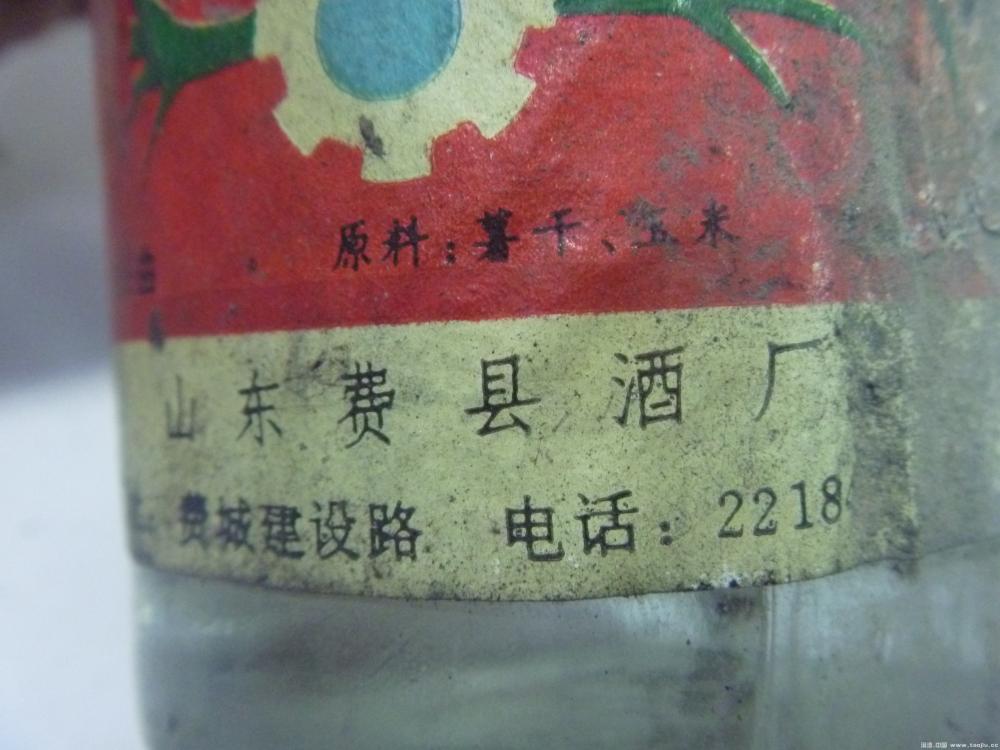 原料：薯干、玉米
山东费县酒厂
费城建设路 电话：2218